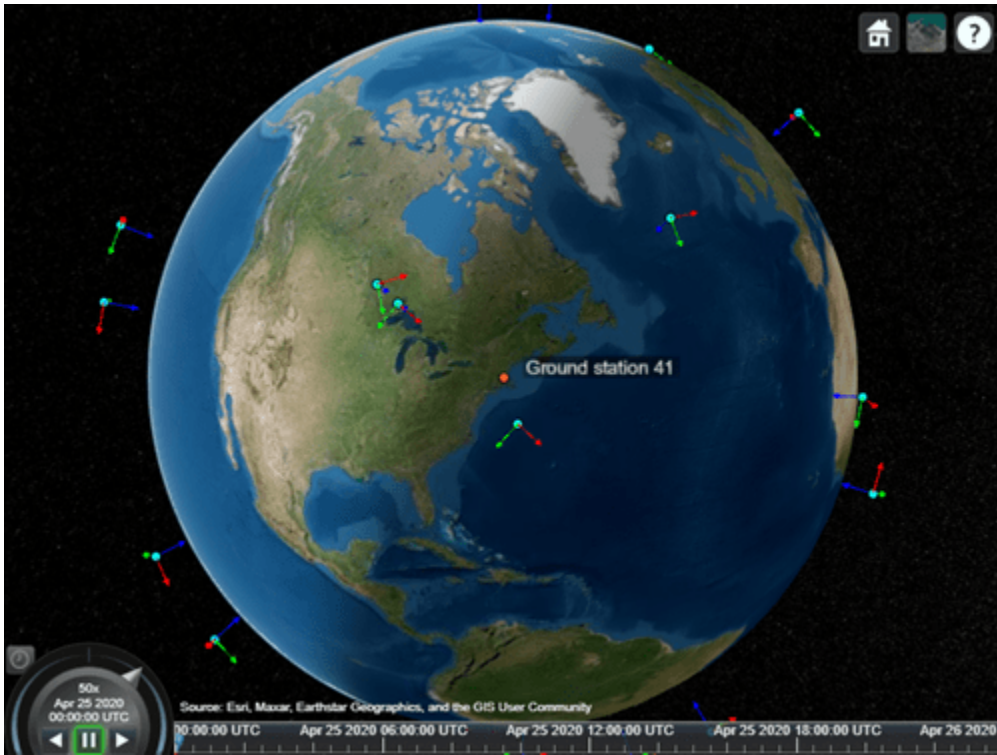 ?
Ground station 41
50x
Apr 25 2020
00:00:00 UTC
Source: Esri, Maxar, Earthstar Geographics, and the GIS User Community
00:00:00 UTC Apr 25 2020 06:00:00 UTC Apr 25 2020 12:00:00 UTC Apr 25 2020 18:00:00 UTC Apr 26 2020